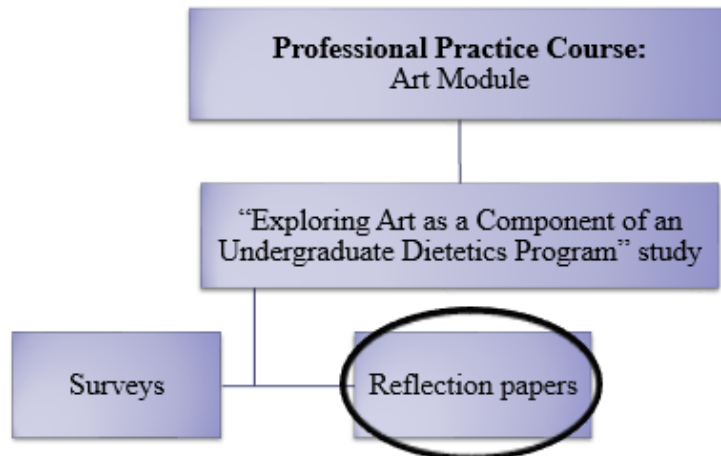 Professional Practice Course:
Art Module
“Exploring Art as a Component of an
Undergraduate Dietetics Program” study
Surveys
Reflection papers